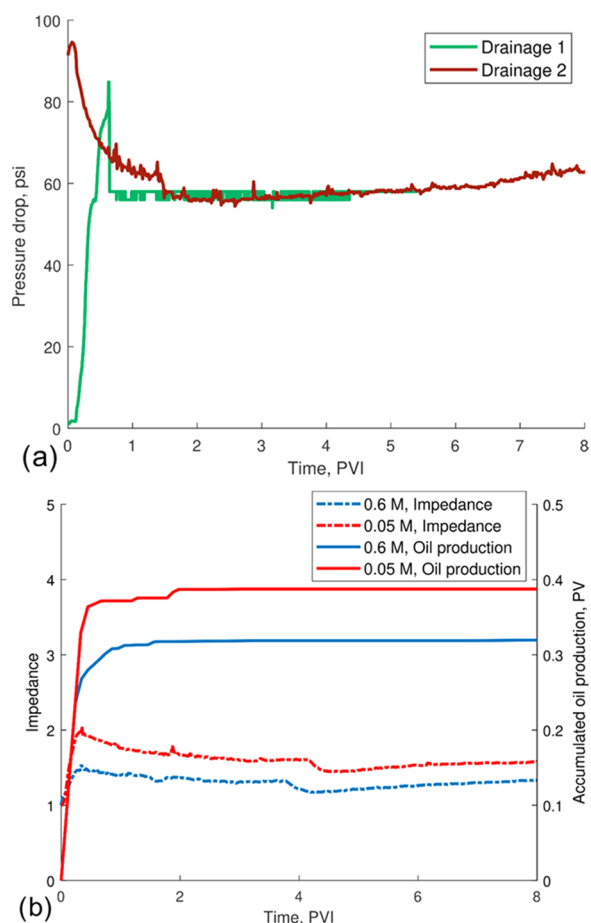 100
80
60
40
20
0
Pressure drop, psi
Drainage 1
Drainage 2
0 1 2 3 4 5 6 7 8
Time, PVI
(a)
5
4
3
2
1
0
Impedance
0.6 M, Impedance
0.05 M, Impedance
0.6 M, Oil production
0.05 M, Oil production
0.5
0.4
0.3
0.2
0.1
0
Accumulated oil production, PV
0 2 4 6 8
Time, PVI
(b)